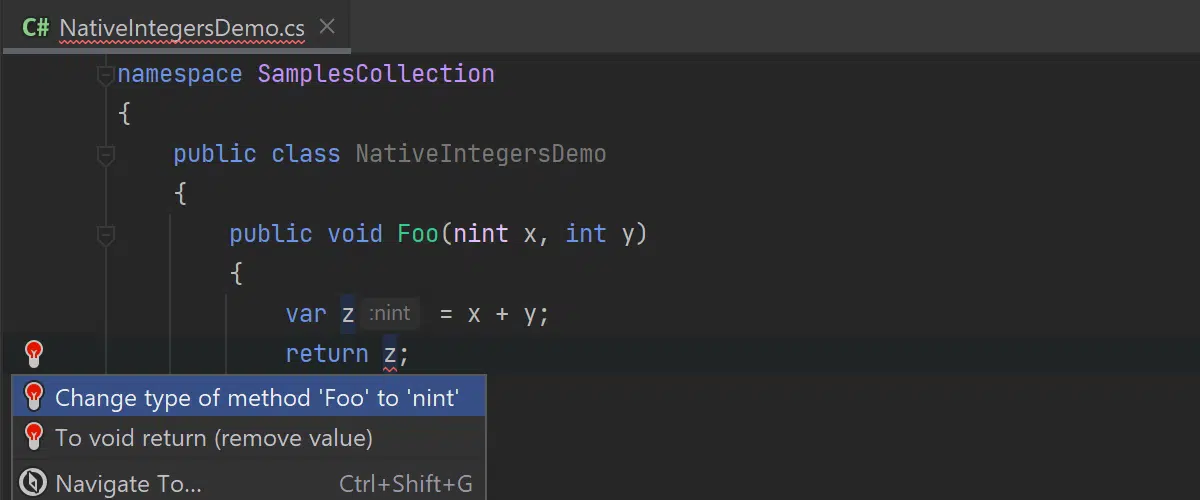 C# NativeIntegersDemo.cs
namespace SamplesCollection
{
public class NativeIntegersDemo
{
public void Foo(nint x, int y)
{
var z :nint = x + y;
return z;
Change type of method 'Foo' to 'nint'
To void return (remove value)
Navigate To... Ctrl+Shift+G